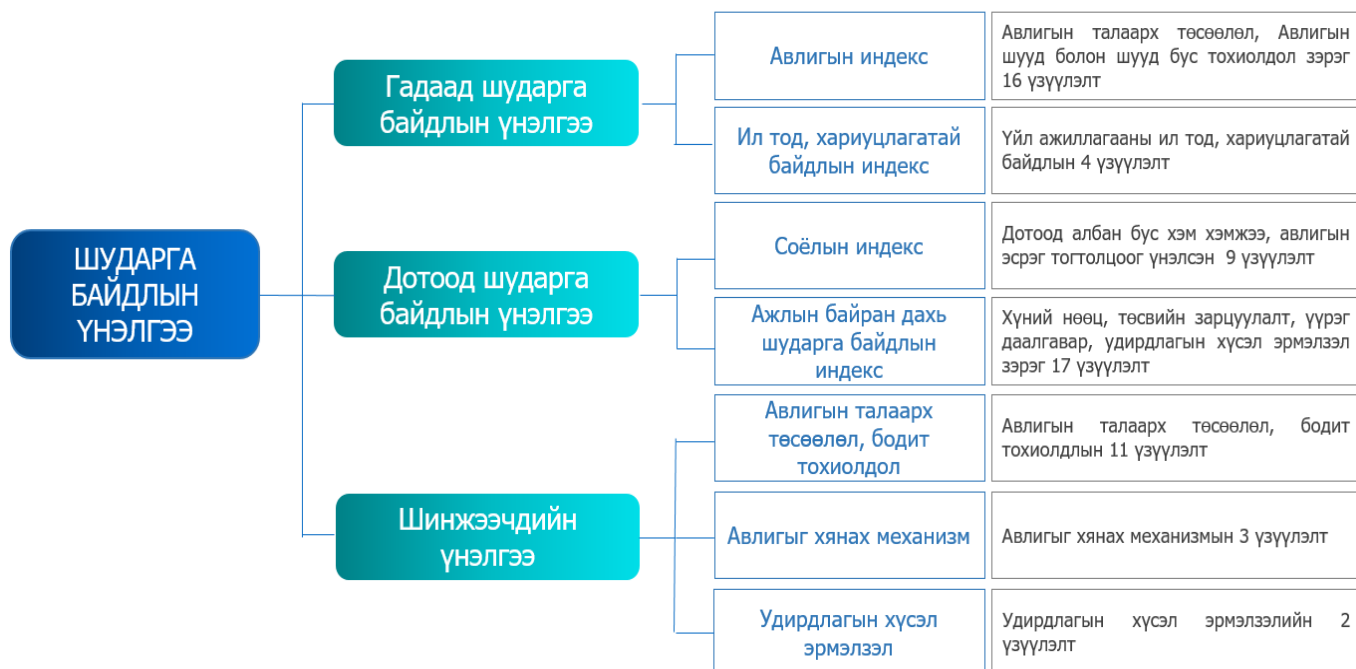 ШУДАРГА
БАЙДЛЫН
ҮНЭЛГЭЭ
Гадаад шударга
байдлын үнэлгээ
Авлигын индекс
Авлигын талаарх төсөөлөл, Авлигын
шууд болон шууд бус тохиолдол зэрэг
16 үзүүлэлт
Ил тод, хариуцлагатай
байдлын индекс
Үйл ажиллагааны ил тод, хариуцлагатай
байдлын 4 үзүүлэлт
Дотоод шударга
байдлын үнэлгээ
Соёлын индекс
Дотоод албан бус хэм хэмжээ, авлигын
эсрэг тогтолцоог үнэлсэн 9 үзүүлэлт
Ажлын байран дахь
шударга байдлын
индекс
Хүний нөөц, төсвийн зарцуулалт, үүрэг
даалгавар, удирдлагын хүсэл эрмэлзэл
зэрэг 17 үзүүлэлт
Шинжээчдийн
үнэлгээ
Авлигын талаарх
төсөөлөл, бодит
тохиолдол
Авлигын талаарх төсөөлөл, бодит
тохиолдлын 11 үзүүлэлт
Авлигыг хянах механизм
Авлигыг хянах механизмын 3 үзүүлэлт
Удирдлагын хүсэл
эрмэлзэл
Удирдлагын хүсэл эрмэлзэлийн 2
үзүүлэлт